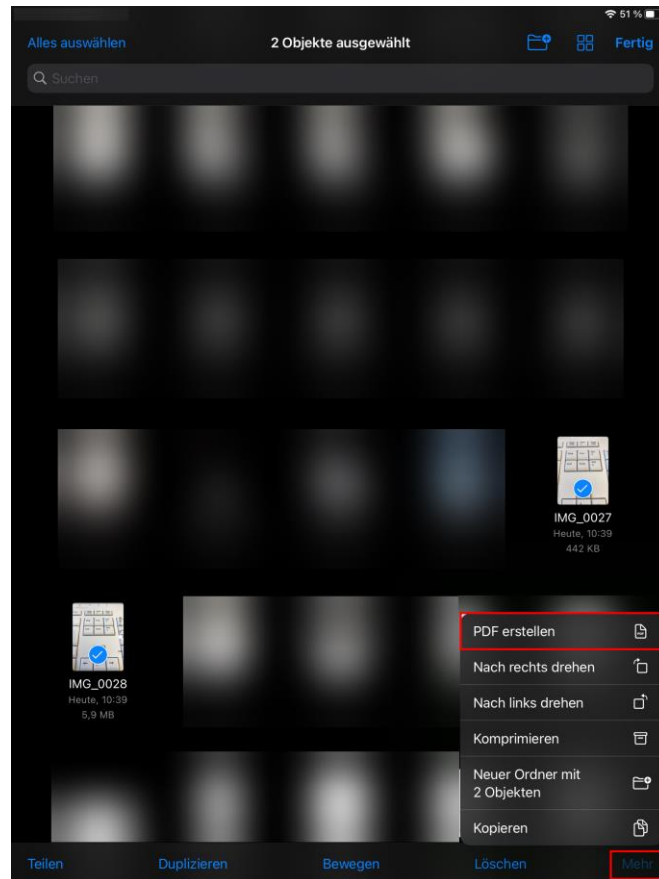 51 %
Alles auswählen
2 Objekte ausgewählt
Fertig
Suchen
IMG_0027
Heute, 10:39
442 KB
IMG_0028
Heute, 10:39
5,9 MB
PDF erstellen
Nach rechts drehen
Nach links drehen
Komprimieren
Neuer Ordner mit
2 Objekten
Kopieren
Teilen
Duplizieren
Bewegen
Löschen
Mehr